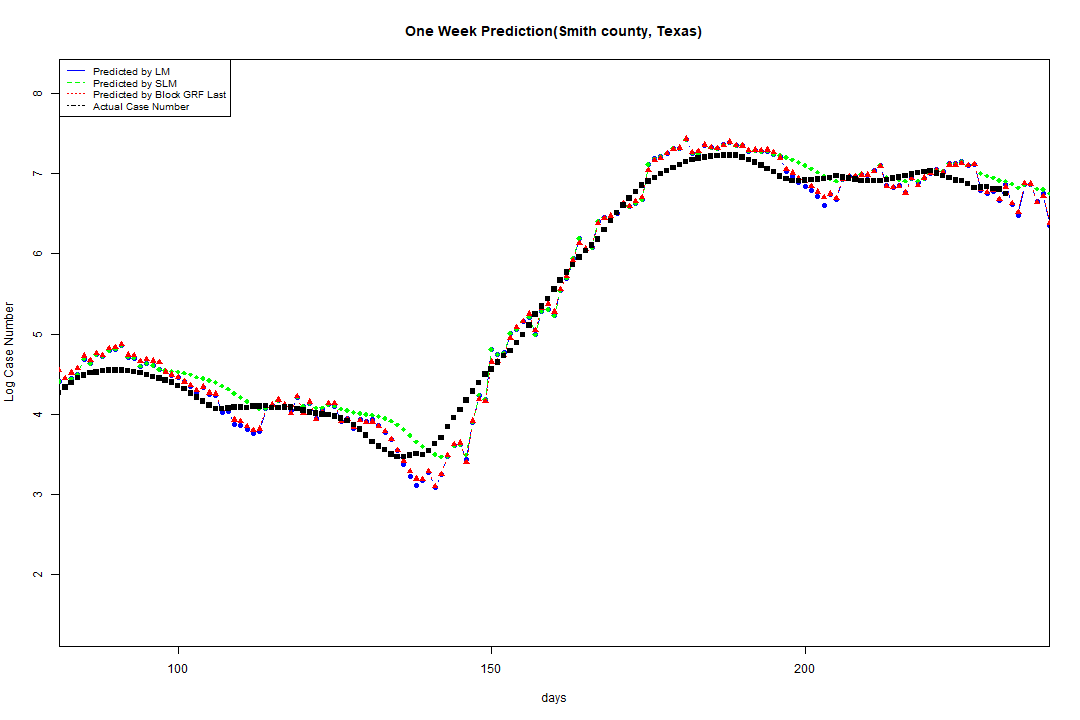 One Week Prediction(Smith county, Texas)
Predicted by LM
Predicted by SLM
Predicted by Block GRF Last
Actual Case Number
8
7
6
5
4
3
2
Log Case Number
100 150 200
days